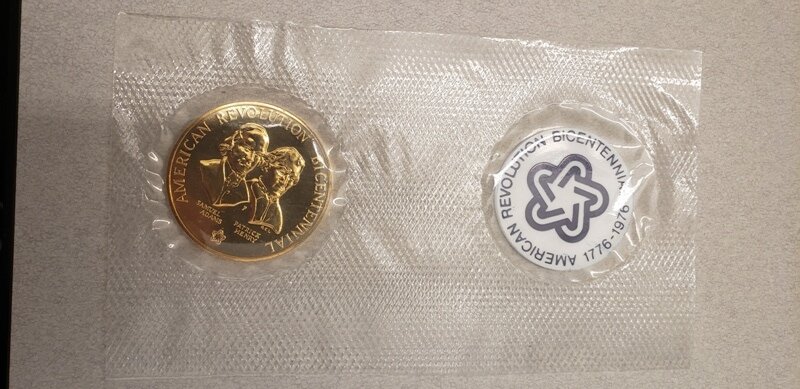 AMERICAN REVOLUTION BICENTENNIAL
SAMUEL
ADAMS
PATRICK
HENRY
AMERICAN REVOLUTION BICENTENNIAL
1776-1976